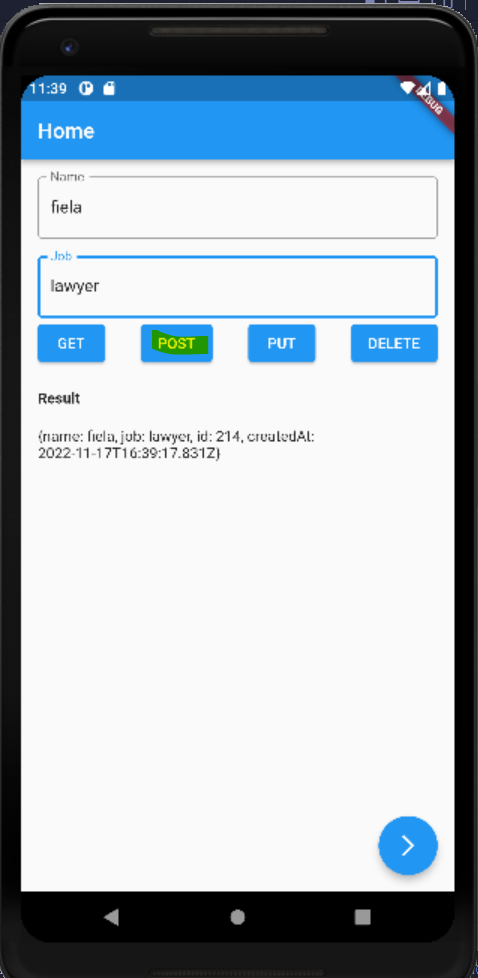 11:39
DEBUG
Home
Name
fiela
Job
lawyer
GET POST PUT DELETE
Result
{name: fiela, job: lawyer, id: 214, createdAt:
2022-11-17T16:39:17.831Z}